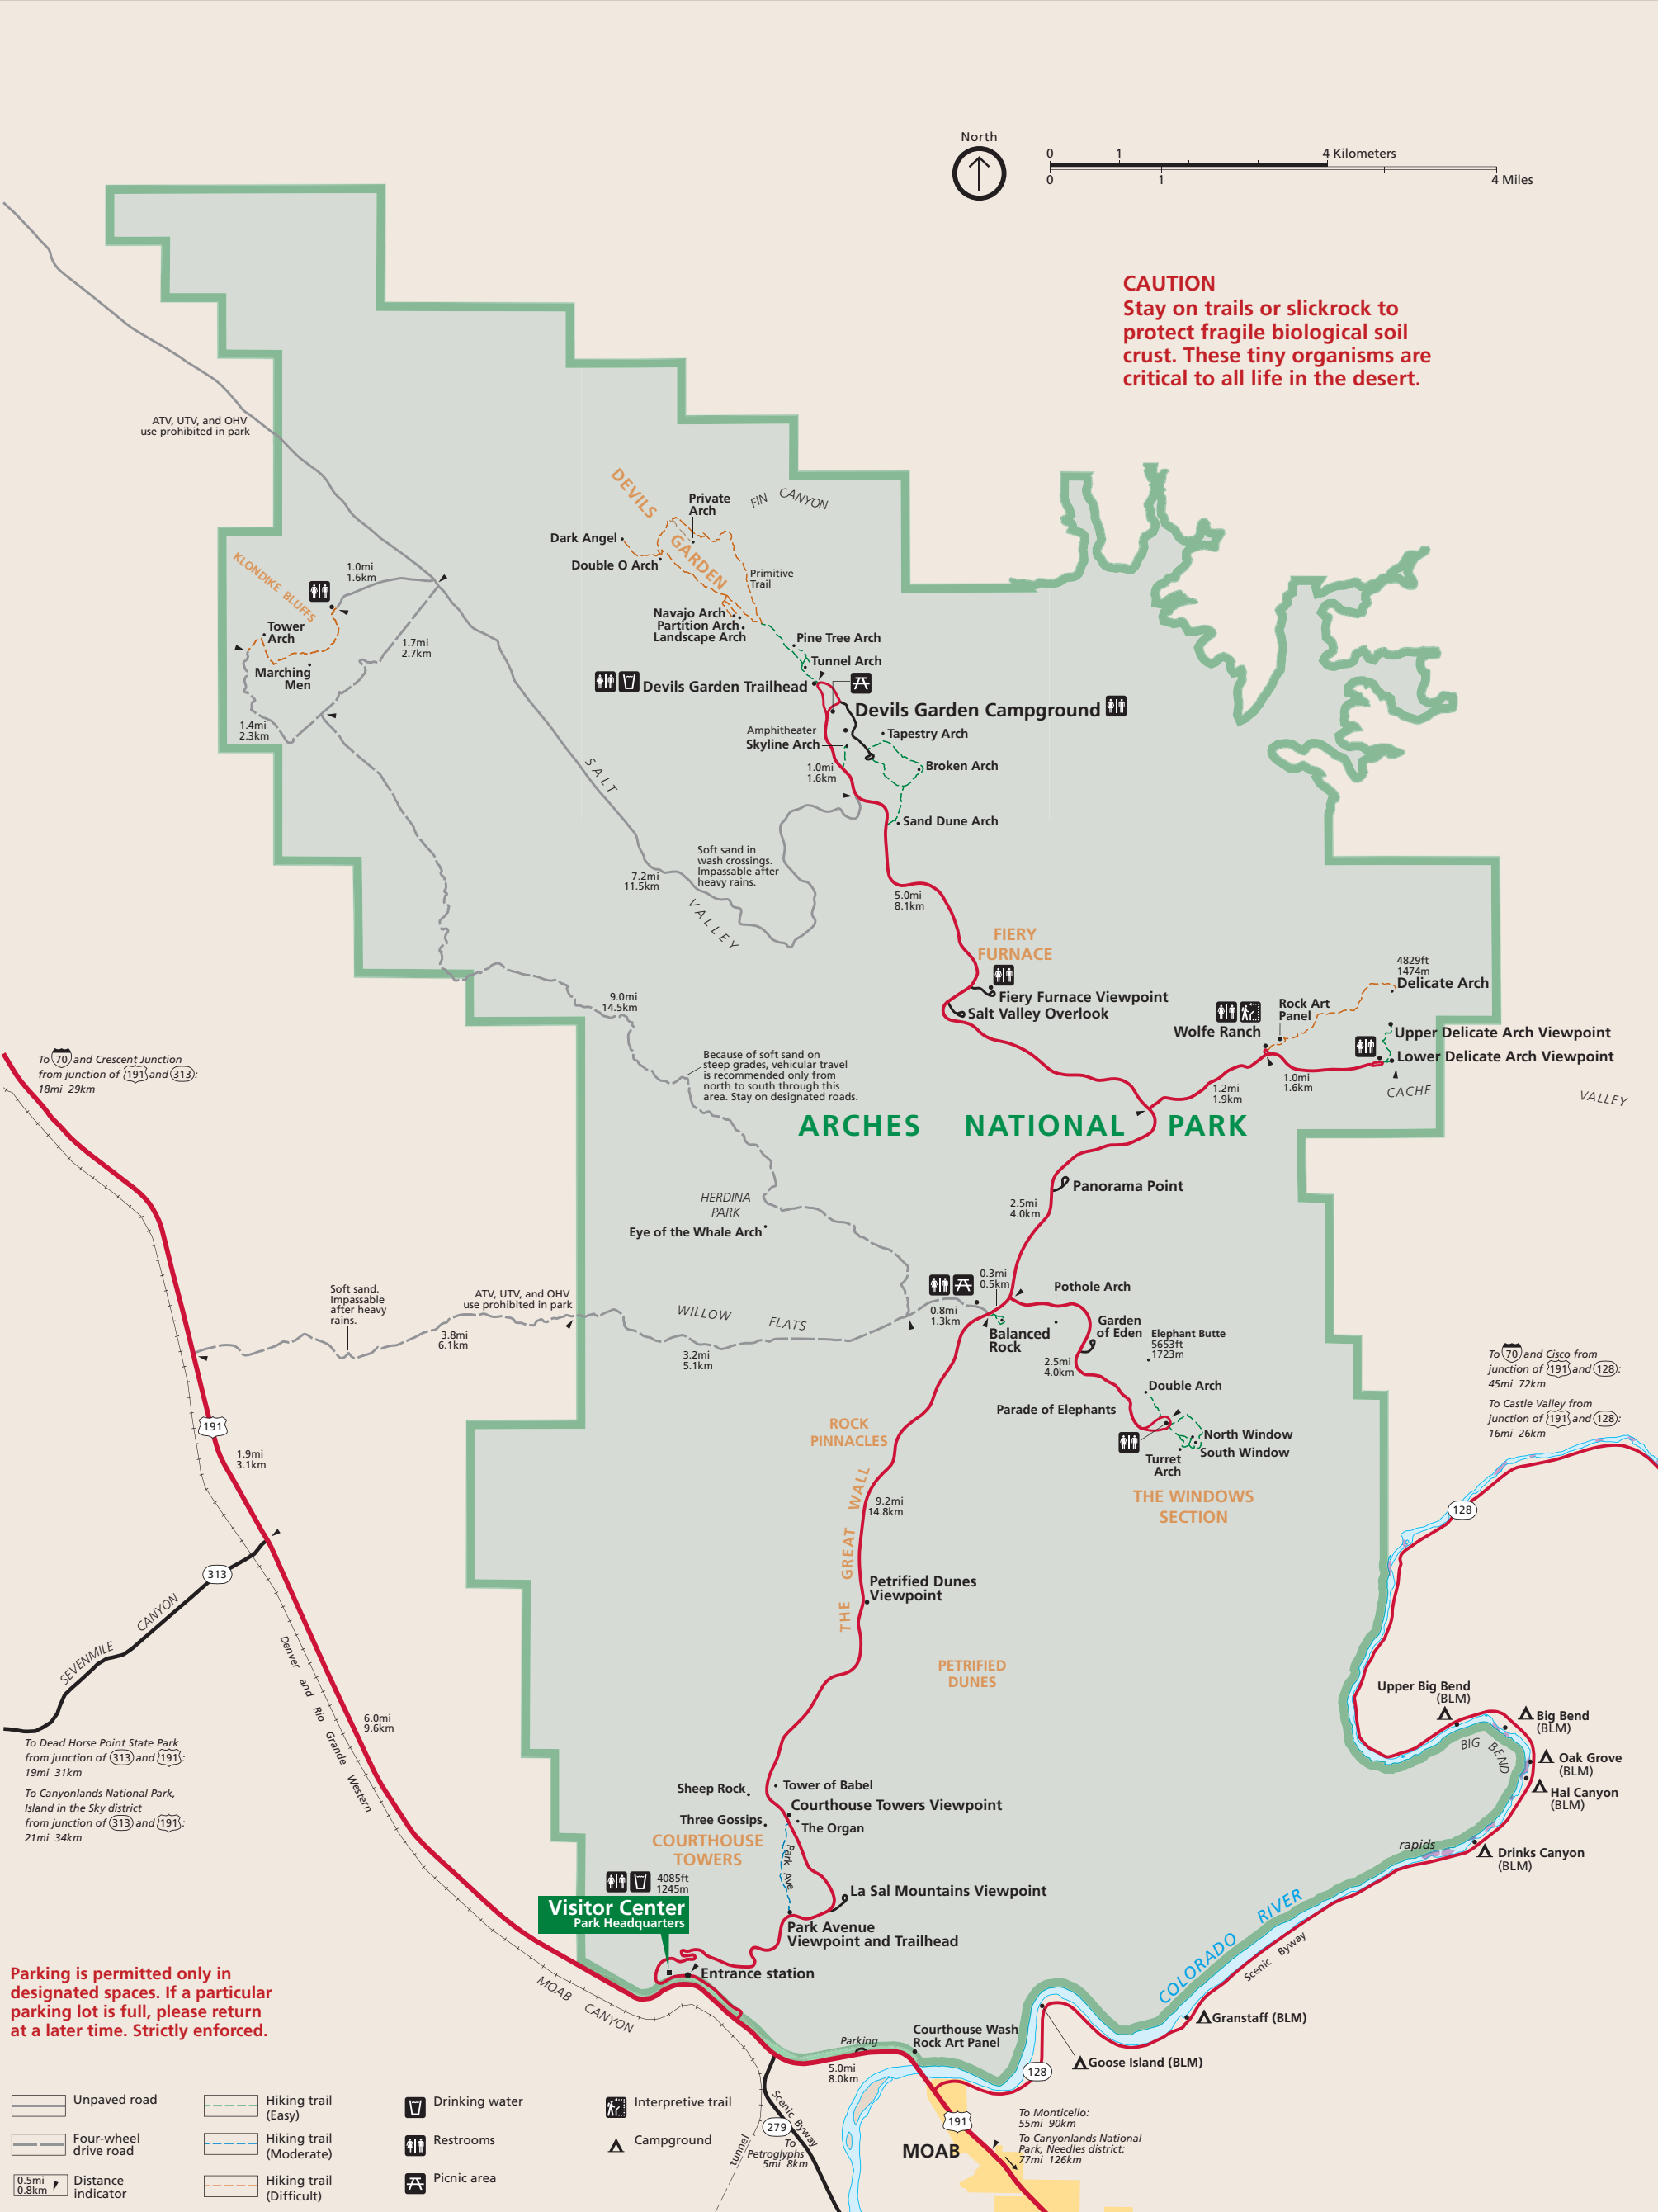 North
0 1 4 Kilometers
0 1 4 Miles
CAUTION
Stay on trails or slickrock to
protect fragile biological soil
crust. These tiny organisms are
critical to all life in the desert.
ATV, UTV, and OHV
use prohibited in park
DEVILS
GARDEN
Private
Arch
FIN CANYON
Dark Angel
Double O Arch
Primitive
Trail
KLONDIKE BLUFFS
1.0mi
1.6km
Tower
Arch
1.7mi
2.7km
Marching
Men
1.4mi
2.3km
Navajo Arch
Partition Arch
Landscape Arch
Pine Tree Arch
Tunnel Arch
Devils Garden Trailhead
Devils Garden Campground
Amphitheater
Skyline Arch
Tapestry Arch
1.0mi
1.6km
Broken Arch
Sand Dune Arch
SALT
VALLEY
Soft sand in
wash crossings.
Impassable after
heavy rains.
7.2mi
11.5km
5.0mi
8.1km
FIERY
FURNACE
Fiery Furnace Viewpoint
Salt Valley Overlook
4829ft
1474m
Delicate Arch
Rock Art
Panel
Wolfe Ranch
Upper Delicate Arch Viewpoint
Lower Delicate Arch Viewpoint
1.2mi
1.9km
1.0mi
1.6km
CACHE
VALLEY
9.0mi
14.5km
Because of soft sand on
steep grades, vehicular travel
is recommended only from
north to south through this
area. Stay on designated roads.
To 70 and Crescent Junction
from junction of 191 and 313:
18mi 29km
ARCHES NATIONAL PARK
Panorama Point
2.5mi
4.0km
HERDINA
PARK
Eye of the Whale Arch
0.3mi
0.5km
Pothole Arch
0.8mi
1.3km
Balanced
Rock
Garden
of Eden
Elephant Butte
5653ft
1723m
2.5mi
4.0km
Soft sand.
Impassable
after heavy
rains.
ATV, UTV, and OHV
use prohibited in park
WILLOW FLATS
3.8mi
6.1km
3.2mi
5.1km
Double Arch
Parade of Elephants
North Window
South Window
Turret
Arch
THE WINDOWS
SECTION
To 70 and Cisco from
junction of 191 and 128:
45mi 72km
To Castle Valley from
junction of 191 and 128:
16mi 26km
ROCK
PINNACLES
191
1.9mi
3.1km
THE GREAT WALL
9.2mi
14.8km
128
313
Petrified Dunes
Viewpoint
SEVENMILE CANYON
Denver and Rio Grande Western
PETRIFIED
DUNES
6.0mi
9.6km
To Dead Horse Point State Park
from junction of 313 and 191:
19mi 31km
To Canyonlands National Park,
Island in the Sky district
from junction of 313 and 191:
21mi 34km
Upper Big Bend
(BLM)
Big Bend
(BLM)
BIG BEND
Oak Grove
(BLM)
Hal Canyon
(BLM)
rapids
Drinks Canyon
(BLM)
Sheep Rock
Tower of Babel
Courthouse Towers Viewpoint
Three Gossips
The Organ
COURTHOUSE
TOWERS
Park Ave
4085ft
1245m
La Sal Mountains Viewpoint
Visitor Center
Park Headquarters
Park Avenue
Viewpoint and Trailhead
Entrance station
COLORADO RIVER
Scenic Byway
Parking is permitted only in
designated spaces. If a particular
parking lot is full, please return
at a later time. Strictly enforced.
MOAB CANYON
Granstaff (BLM)
Parking
Courthouse Wash
Rock Art Panel
Goose Island (BLM)
5.0mi
8.0km
128
Scenic Byway
279
To
Petroglyphs
5mi 8km
tunnel
191
MOAB
To Monticello:
55mi 90km
To Canyonlands National
Park, Needles district:
77mi 126km
Unpaved road
Four-wheel
drive road
0.5mi
0.8km
Distance
indicator
Hiking trail
(Easy)
Hiking trail
(Moderate)
Hiking trail
(Difficult)
Drinking water
Restrooms
Picnic area
Interpretive trail
Campground